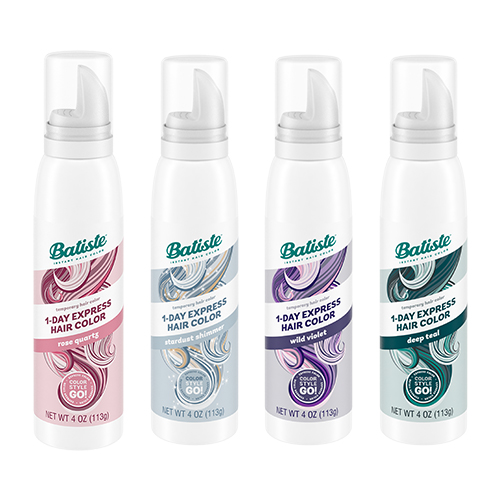 Batiste
INSTANT HAIR COLOR
temporary hair color
1-DAY EXPRESS
HAIR COLOR
rose quartz
COLOR
STYLE
GO!
NET WT 4 OZ (113g)
Batiste
INSTANT HAIR COLOR
temporary hair color
1-DAY EXPRESS
HAIR COLOR
stardust shimmer
COLOR
STYLE
GO!
NET WT 4 OZ (113g)
Batiste
INSTANT HAIR COLOR
temporary hair color
1-DAY EXPRESS
HAIR COLOR
wild violet
COLOR
STYLE
GO!
NET WT 4 OZ (113g)
Batiste
INSTANT HAIR COLOR
temporary hair color
1-DAY EXPRESS
HAIR COLOR
deep teal
COLOR
STYLE
GO!
NET WT 4 OZ (113g)